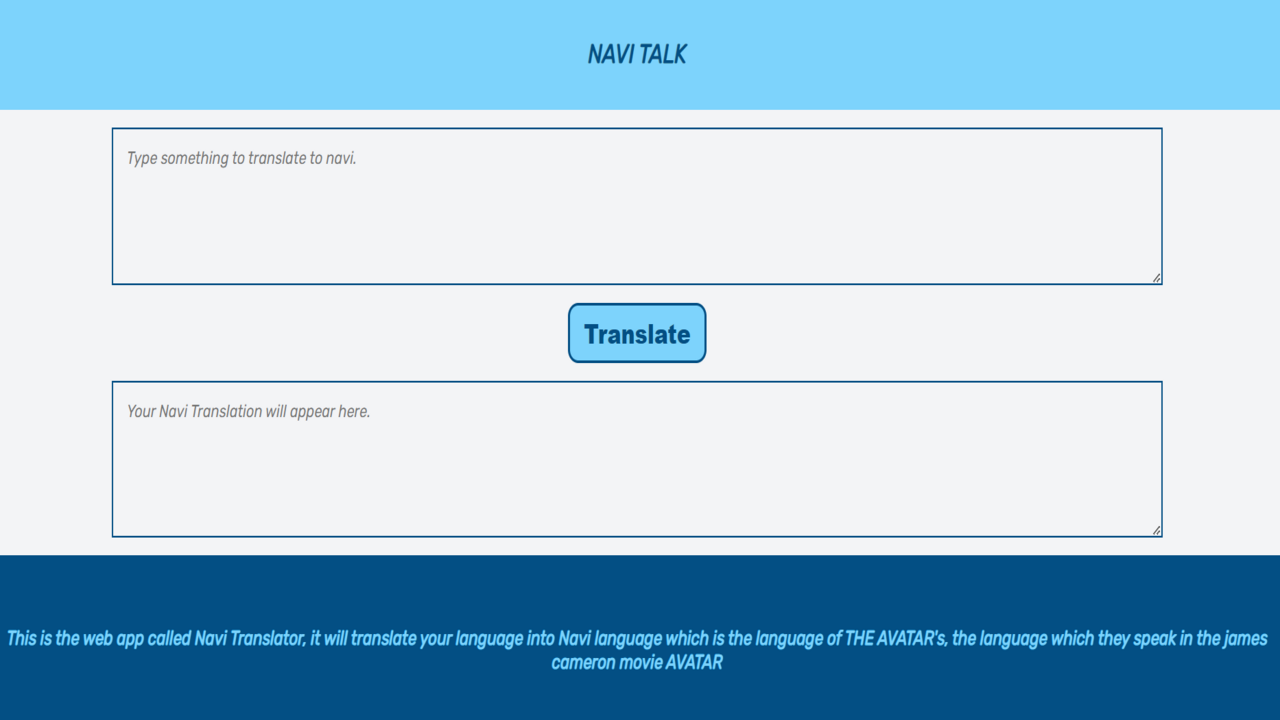 NAVI TALK
Type something to translate to navi.
Translate
Your Navi Translation will appear here.
This is the web app called Navi Translator, it will translate your language into Navi language which is the language of THE AVATAR's, the language which they speak in the james
cameron movie AVATAR